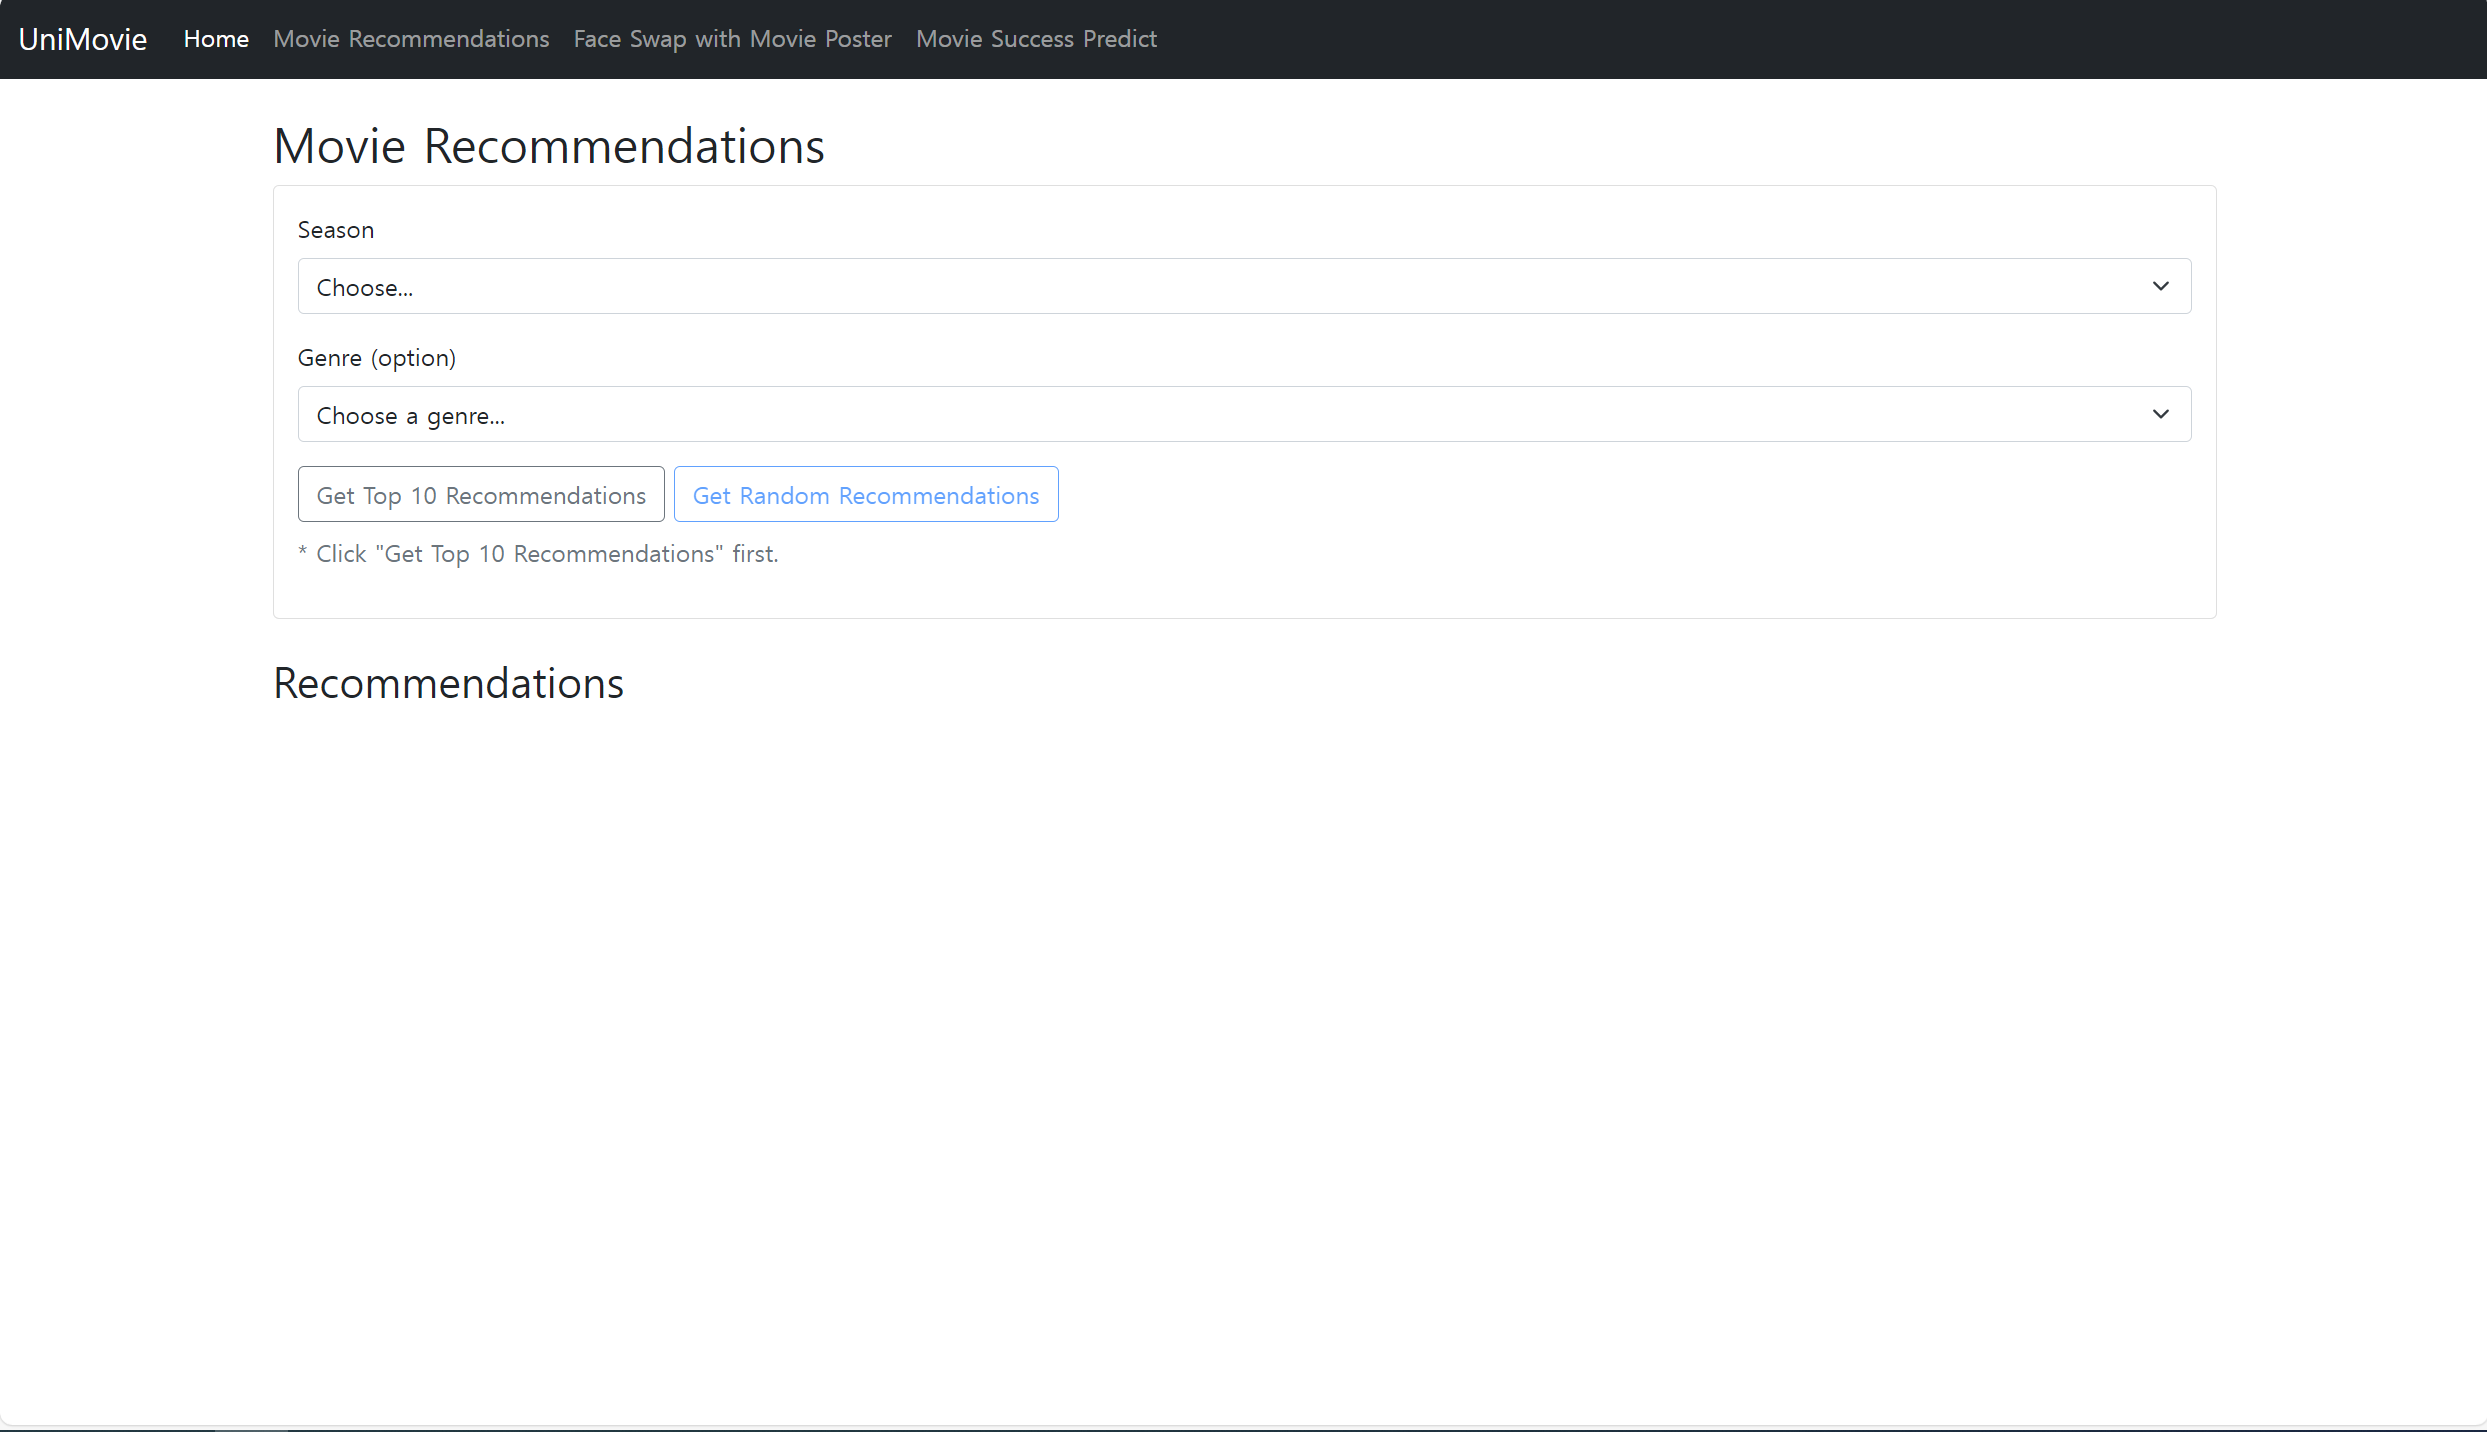 UniMovie Home Movie Recommendations Face Swap with Movie Poster Movie Success Predict
Movie Recommendations
Season
Choose...
Genre (option)
Choose a genre...
Get Top 10 Recommendations Get Random Recommendations
* Click "Get Top 10 Recommendations" first.
Recommendations